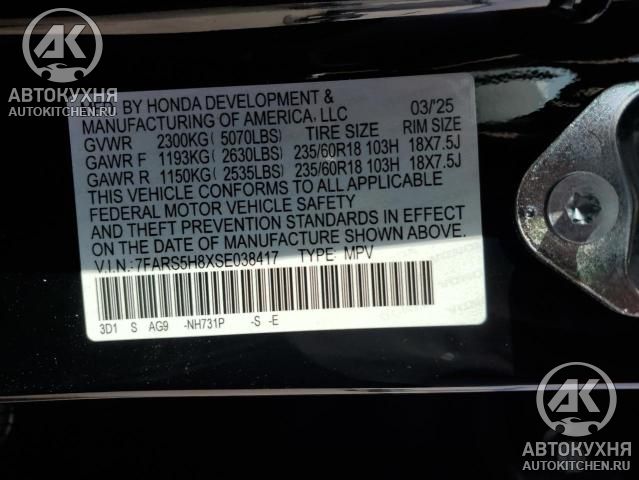 AK
АВТОКУХНЯ
AUTOKITCHEN.RU
BY HONDA DEVELOPMENT &
MANUFACTURING OF AMERICA, LLC 03/'25
GVWR 2300KG ( 5070LBS) TIRE SIZE RIM SIZE
GAWR F 1193KG ( 2630LBS) 235/60R18 103H 18X7.5J
GAWR R 1150KG ( 2535LBS) 235/60R18 103H 18X7.5J
THIS VEHICLE CONFORMS TO ALL APPLICABLE
FEDERAL MOTOR VEHICLE SAFETY
AND THEFT PREVENTION STANDARDS IN EFFECT
ON THE DATE OF MANUFACTURE SHOWN ABOVE.
V.I.N.:7FARS5H8XSE038417 TYPE: MPV
3D1 S AG9 -NH731P -S -E
AK
АВТОКУХНЯ
AUTOKITCHEN.RU